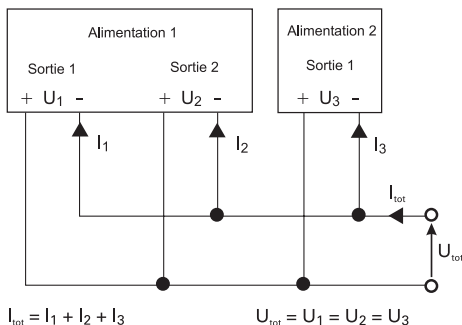 Alimentation 1
Alimentation 2
Sortie 1
Sortie 2
Sortie 1
+ U₁ −
+ U₂ −
+ U₃ −
I₁
I₂
I₃
Iₜₒₜ
Uₜₒₜ
Iₜₒₜ = I₁ + I₂ + I₃
Uₜₒₜ = U₁ = U₂ = U₃